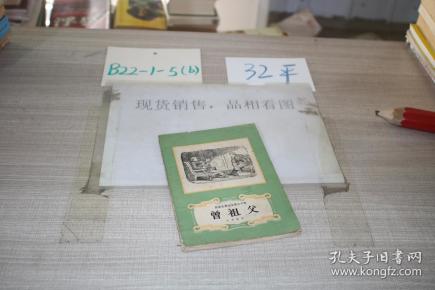 B22-1-5(b)
32平
现货销售，品相看图
曾祖父
孔夫子旧书网
www.kongfz.com